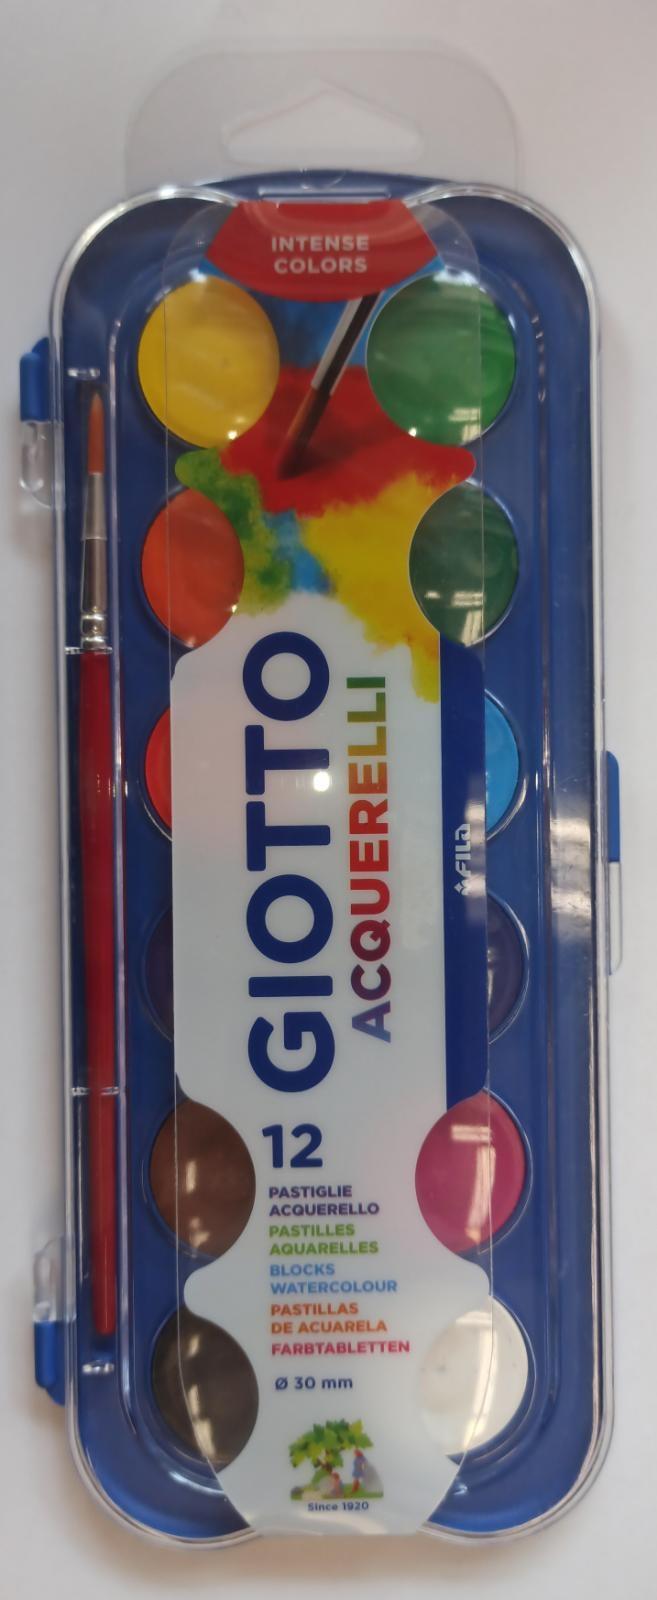 INTENSE
COLORS
GIOTTO
ACQUERELLI
FILA
12
PASTIGLIE
ACQUERELLO
PASTILLES
AQUARELLES
BLOCKS
WATERCOLOUR
PASTILLAS
DE ACUARELA
FARBTABLETTEN
Ø 30 mm
Since 1920